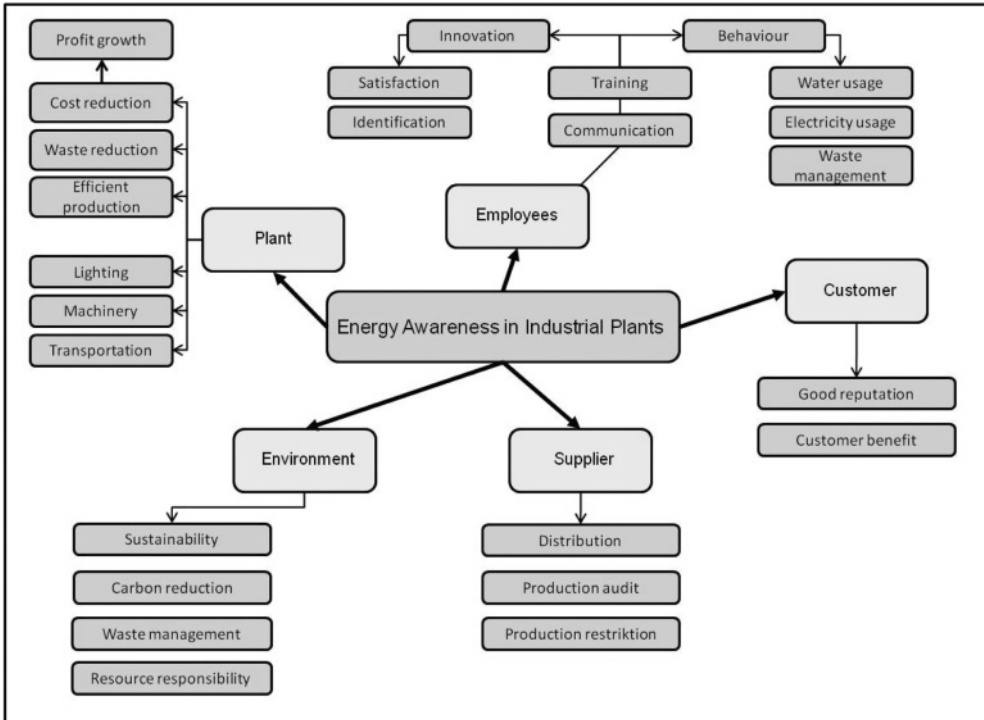 Profit growth
Cost reduction
Waste reduction
Efficient
production
Lighting
Machinery
Transportation
Plant
Innovation
Behaviour
Satisfaction
Identification
Training
Communication
Water usage
Electricity usage
Waste
management
Employees
Customer
Good reputation
Customer benefit
Energy Awareness in Industrial Plants
Environment
Sustainability
Carbon reduction
Waste management
Resource responsibility
Supplier
Distribution
Production audit
Production restriktion